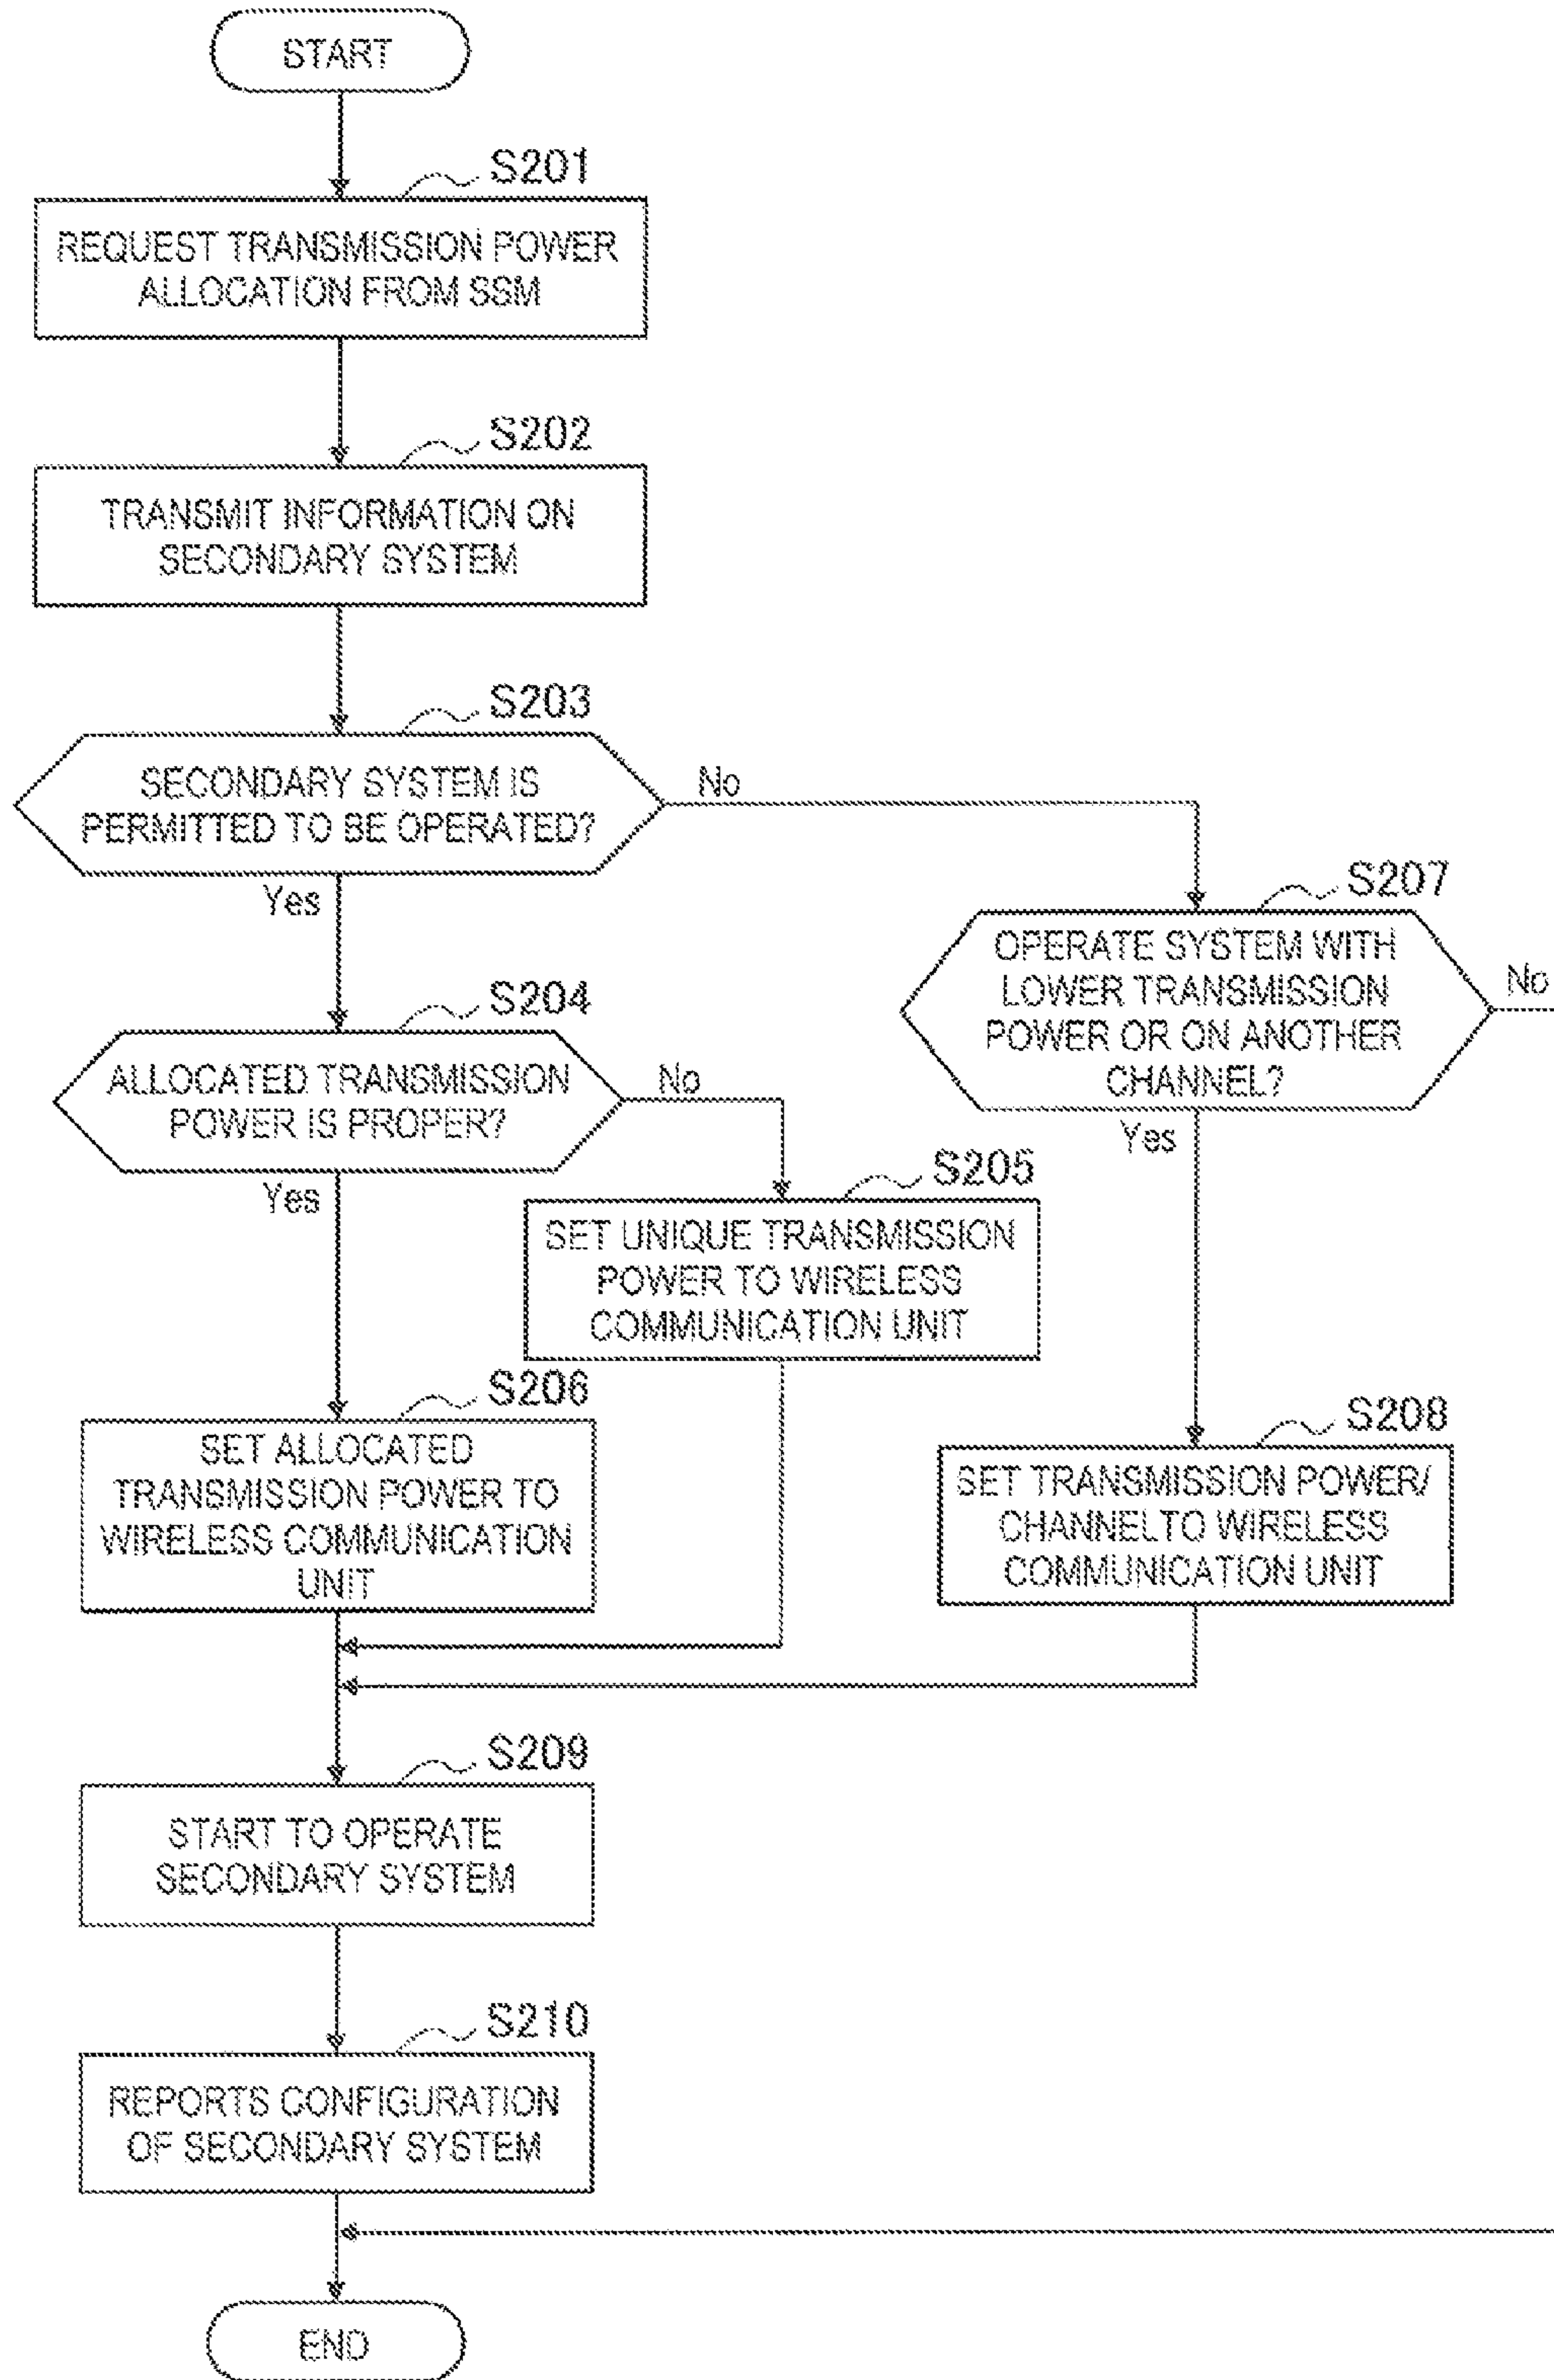 START
S201
REQUEST TRANSMISSION POWER
ALLOCATION FROM SSM
S202
TRANSMIT INFORMATION ON
SECONDARY SYSTEM
S203
SECONDARY SYSTEM IS
PERMITTED TO BE OPERATED?
No
Yes
S207
OPERATE SYSTEM WITH
LOWER TRANSMISSION
POWER OR ON ANOTHER
CHANNEL?
No
Yes
S204
ALLOCATED TRANSMISSION
POWER IS PROPER?
No
Yes
S205
SET UNIQUE TRANSMISSION
POWER TO WIRELESS
COMMUNICATION UNIT
S206
SET ALLOCATED
TRANSMISSION POWER TO
WIRELESS COMMUNICATION
UNIT
S208
SET TRANSMISSION POWER/
CHANNELTO WIRELESS
COMMUNICATION UNIT
S209
START TO OPERATE
SECONDARY SYSTEM
S210
REPORTS CONFIGURATION
OF SECONDARY SYSTEM
END